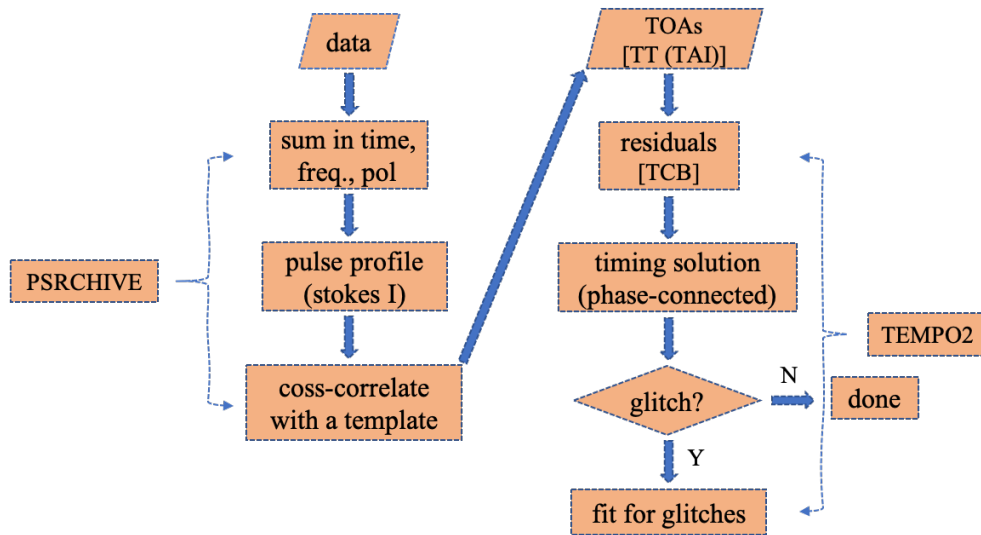 data
sum in time,
freq., pol
pulse profile
(stokes I)
coss-correlate
with a template
PSRCHIVE
TOAs
[TT (TAI)]
residuals
[TCB]
timing solution
(phase-connected)
glitch?
N
done
Y
fit for glitches
TEMPO2